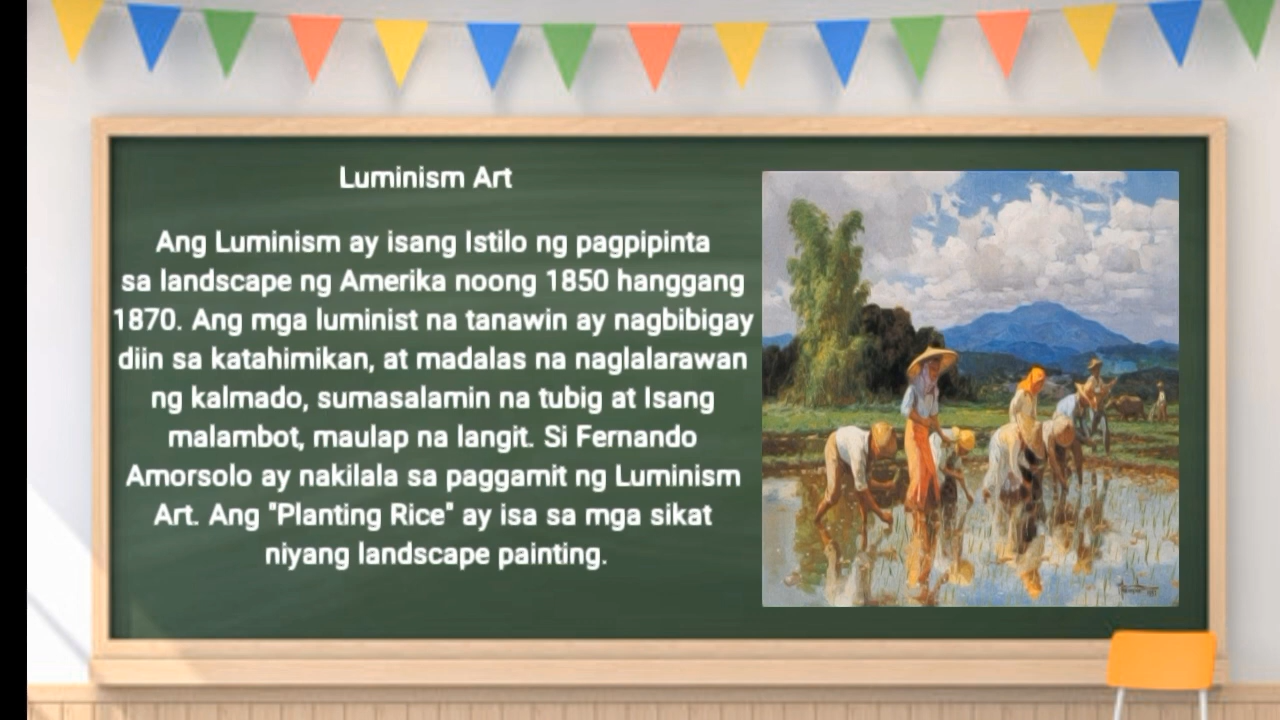 Luminism Art
Ang Luminism ay isang Istilo ng pagpipinta
sa landscape ng Amerika noong 1850 hanggang
1870. Ang mga luminist na tanawin ay nagbibigay
diin sa katahimikan, at madalas na naglalarawan
ng kalmado, sumasalamin na tubig at Isang
malambot, maulap na langit. Si Fernando
Amorsolo ay nakilala sa paggamit ng Luminism
Art. Ang "Planting Rice" ay isa sa mga sikat
niyang landscape painting.